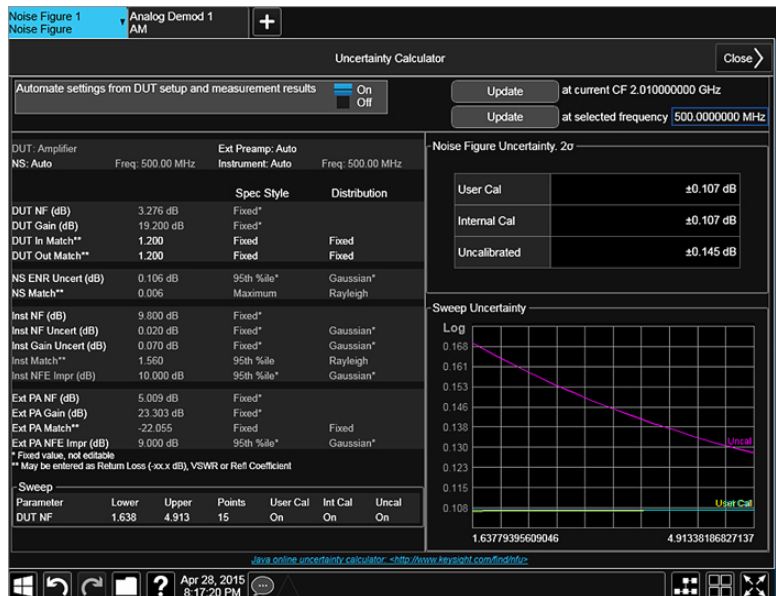 Noise Figure 1
Noise Figure
Analog Demod 1
AM
Uncertainty Calculator
Close
Automate settings from DUT setup and measurement results
On
Off
Update at current CF 2.010000000 GHz
Update at selected frequency 500.0000000 MHz
DUT: Amplifier Ext Preamp: Auto
NS: Auto Freq: 500.00 MHz Instrument: Auto Freq: 500.00 MHz
Spec Style Distribution
DUT NF (dB) 3.276 dB Fixed*
DUT Gain (dB) 19.200 dB Fixed*
DUT In Match** 1.200 Fixed Fixed
DUT Out Match** 1.200 Fixed Fixed
NS ENR Uncert (dB) 0.106 dB 95th %ile* Gaussian*
NS Match** 0.006 Maximum Rayleigh
Inst NF (dB) 9.800 dB Fixed*
Inst NF Uncert (dB) 0.020 dB Fixed* Gaussian*
Inst Gain Uncert (dB) 0.070 dB Fixed* Gaussian*
Inst Match** 1.560 95th %ile Rayleigh
Inst NFE Impr (dB) 10.000 dB 95th %ile* Gaussian*
Ext PA NF (dB) 5.009 dB Fixed*
Ext PA Gain (dB) 23.303 dB Fixed*
Ext PA Match** -22.055 Fixed Fixed
Ext PA NFE Impr (dB) 9.000 dB 95th %ile* Gaussian*
* Fixed value, not editable
** May be entered as Return Loss (-xx.x dB), VSWR or Refl Coefficient
Sweep
Parameter Lower Upper Points User Cal Int Cal Uncal
DUT NF 1.638 4.913 15 On On On
Noise Figure Uncertainty. 2σ
User Cal ±0.107 dB
Internal Cal ±0.107 dB
Uncalibrated ±0.145 dB
Sweep Uncertainty
Log
0.168
0.161
0.153
0.146
0.138
0.130
0.123
0.115
0.108
Uncal
User Cal
1.63779395609046 4.91338186827137
Java online uncertainty calculator: <http://www.keysight.com/find/nfu>
? Apr 28, 2015
8:17:20 PM